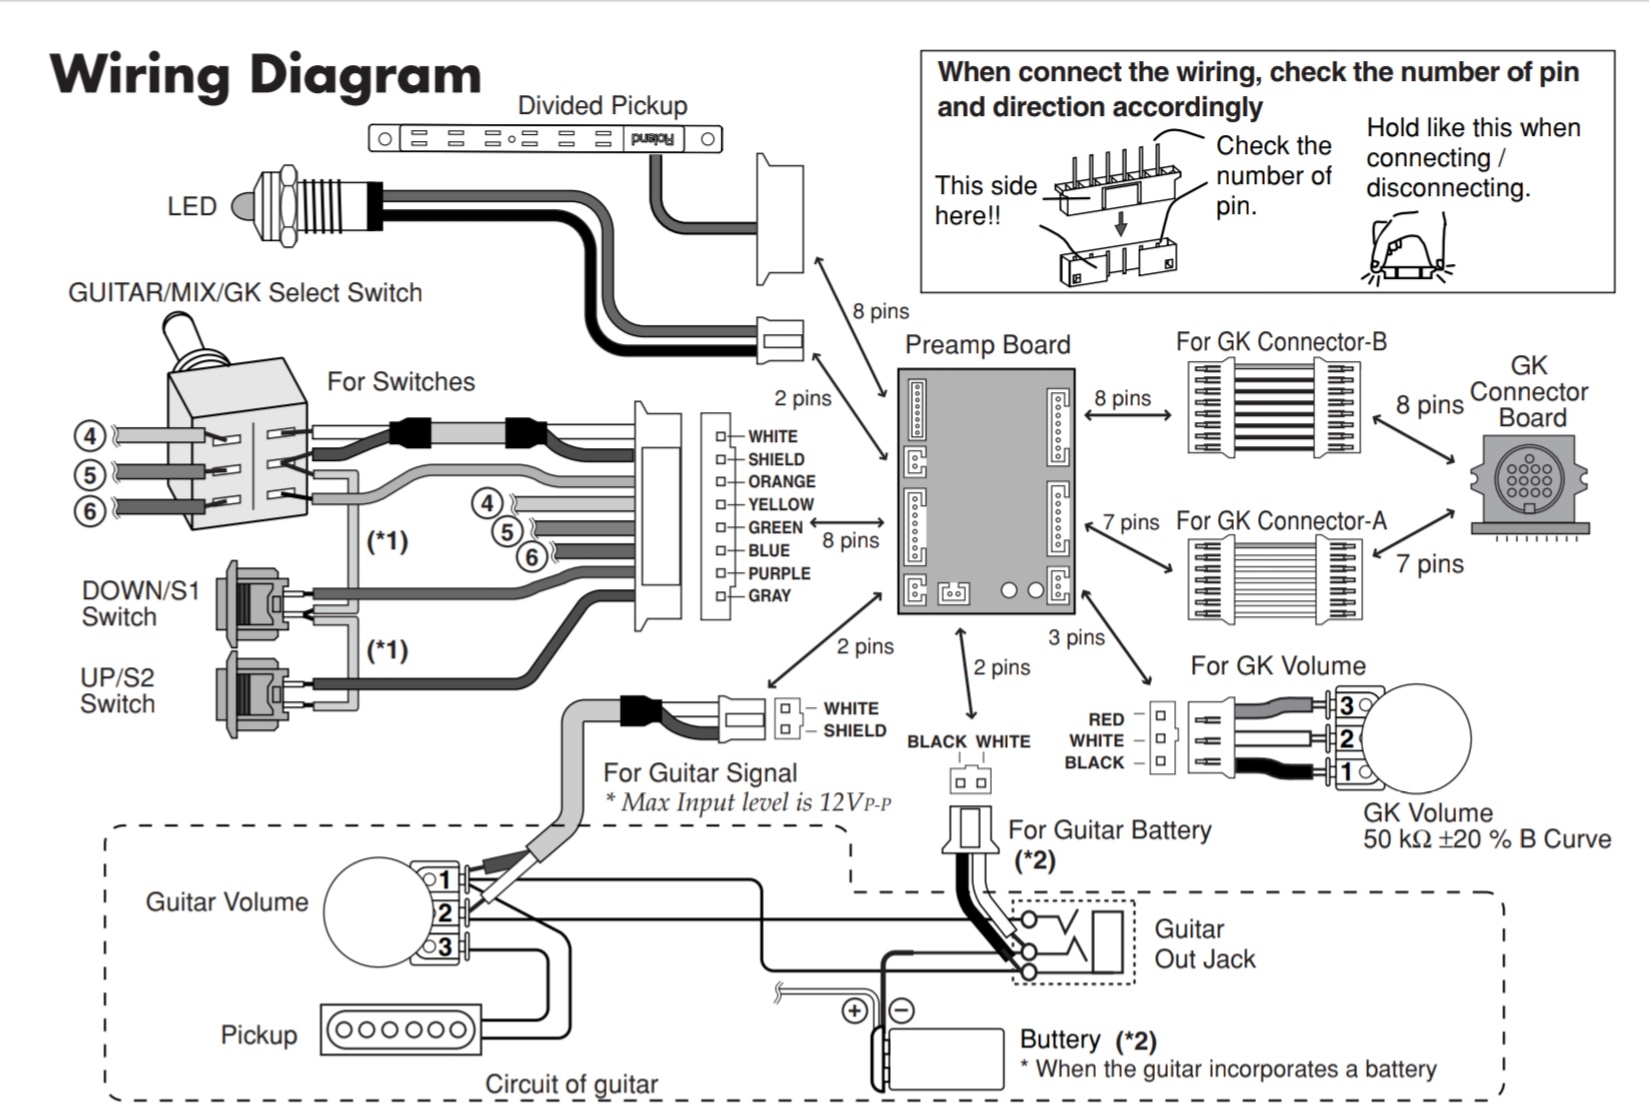 Wiring Diagram
Divided Pickup
Roland
LED
When connect the wiring, check the number of pin
and direction accordingly
This side
here!!
Check the
number of
pin.
Hold like this when
connecting /
disconnecting.
GUITAR/MIX/GK Select Switch
For Switches
4
5
6
8 pins
2 pins
WHITE
SHIELD
ORANGE
YELLOW
GREEN
BLUE
PURPLE
GRAY
4
5
6
8 pins
(*1)
(*1)
DOWN/S1
Switch
UP/S2
Switch
Preamp Board
8 pins
For GK Connector-B
8 pins
GK
Connector
Board
7 pins
For GK Connector-A
7 pins
2 pins
2 pins
3 pins
WHITE
SHIELD
For Guitar Signal
* Max Input level is 12VP-P
BLACK WHITE
For Guitar Battery
(*2)
For GK Volume
RED
WHITE
BLACK
3
2
1
GK Volume
50 kΩ ±20 % B Curve
Guitar Volume
1
2
3
Pickup
Guitar
Out Jack
+
−
Buttery (*2)
* When the guitar incorporates a battery
Circuit of guitar